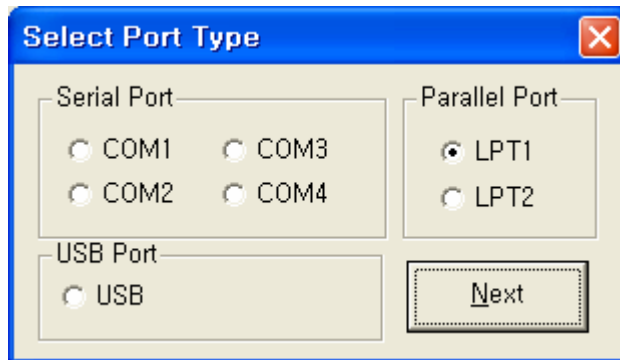 Select Port Type
Serial Port
COM1 COM3
COM2 COM4
Parallel Port
LPT1
LPT2
USB Port
USB
Next